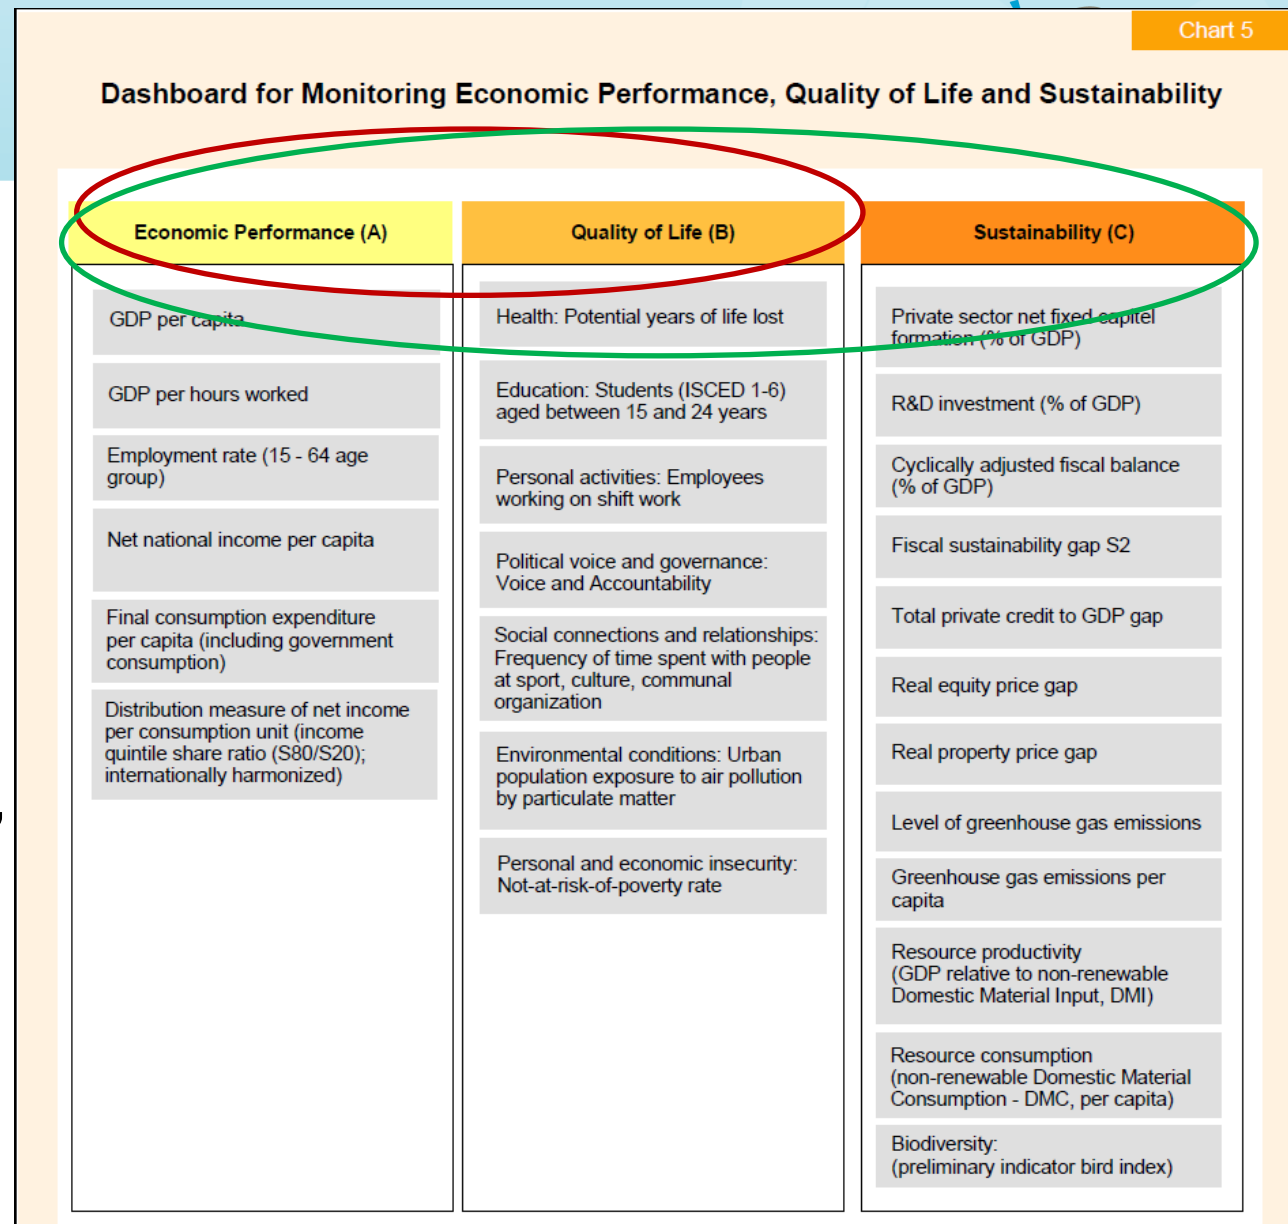 Chart 5
Dashboard for Monitoring Economic Performance, Quality of Life and Sustainability
Economic Performance (A)
GDP per capita
GDP per hours worked
Employment rate (15 - 64 age
group)
Net national income per capita
Final consumption expenditure
per capita (including government
consumption)
Distribution measure of net income
per consumption unit (income
quintile share ratio (S80/S20);
internationally harmonized)
Quality of Life (B)
Health: Potential years of life lost
Education: Students (ISCED 1-6)
aged between 15 and 24 years
Personal activities: Employees
working on shift work
Political voice and governance:
Voice and Accountability
Social connections and relationships:
Frequency of time spent with people
at sport, culture, communal
organization
Environmental conditions: Urban
population exposure to air pollution
by particulate matter
Personal and economic insecurity:
Not-at-risk-of-poverty rate
Sustainability (C)
Private sector net fixed capitel
formation (% of GDP)
R&D investment (% of GDP)
Cyclically adjusted fiscal balance
(% of GDP)
Fiscal sustainability gap S2
Total private credit to GDP gap
Real equity price gap
Real property price gap
Level of greenhouse gas emissions
Greenhouse gas emissions per
capita
Resource productivity
(GDP relative to non-renewable
Domestic Material Input, DMI)
Resource consumption
(non-renewable Domestic Material
Consumption - DMC, per capita)
Biodiversity:
(preliminary indicator bird index)